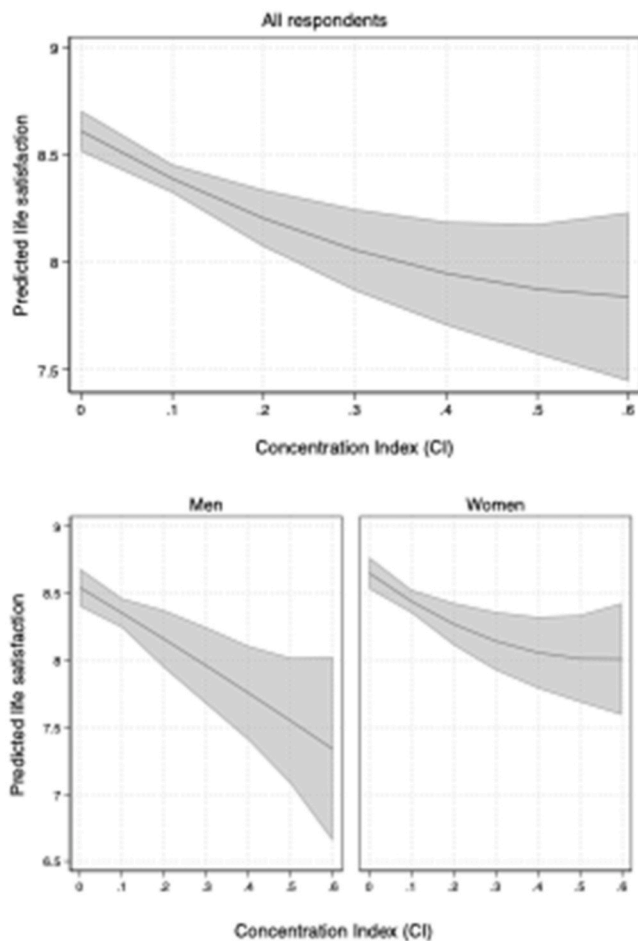 All respondents
9
8.5
8
7.5
Predicted life satisfaction
0 .1 .2 .3 .4 .5 .6
Concentration Index (CI)
Men Women
9
8.5
8
7.5
7
6.5
Predicted life satisfaction
0 .1 .2 .3 .4 .5 .6 0 .1 .2 .3 .4 .5 .6
Concentration Index (CI)